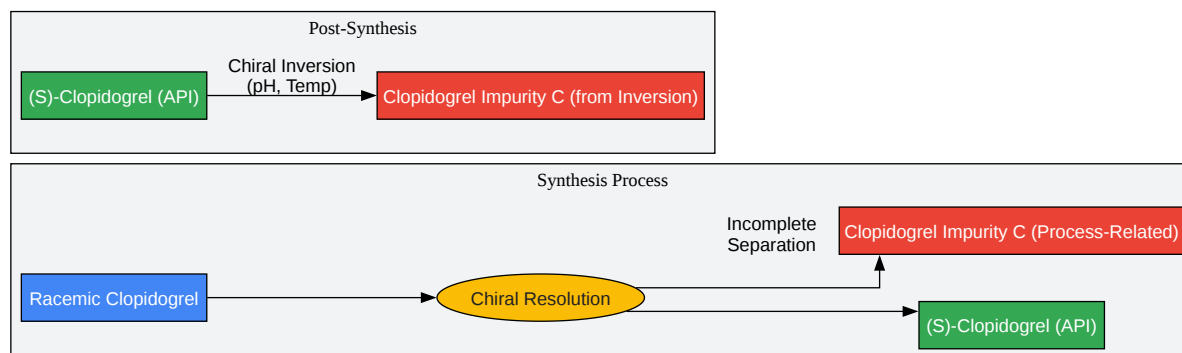 Post-Synthesis
(S)-Clopidogrel (API)
Chiral Inversion
(pH, Temp)
Clopidogrel Impurity C (from Inversion)
Synthesis Process
Racemic Clopidogrel
Chiral Resolution
Incomplete
Separation
Clopidogrel Impurity C (Process-Related)
(S)-Clopidogrel (API)